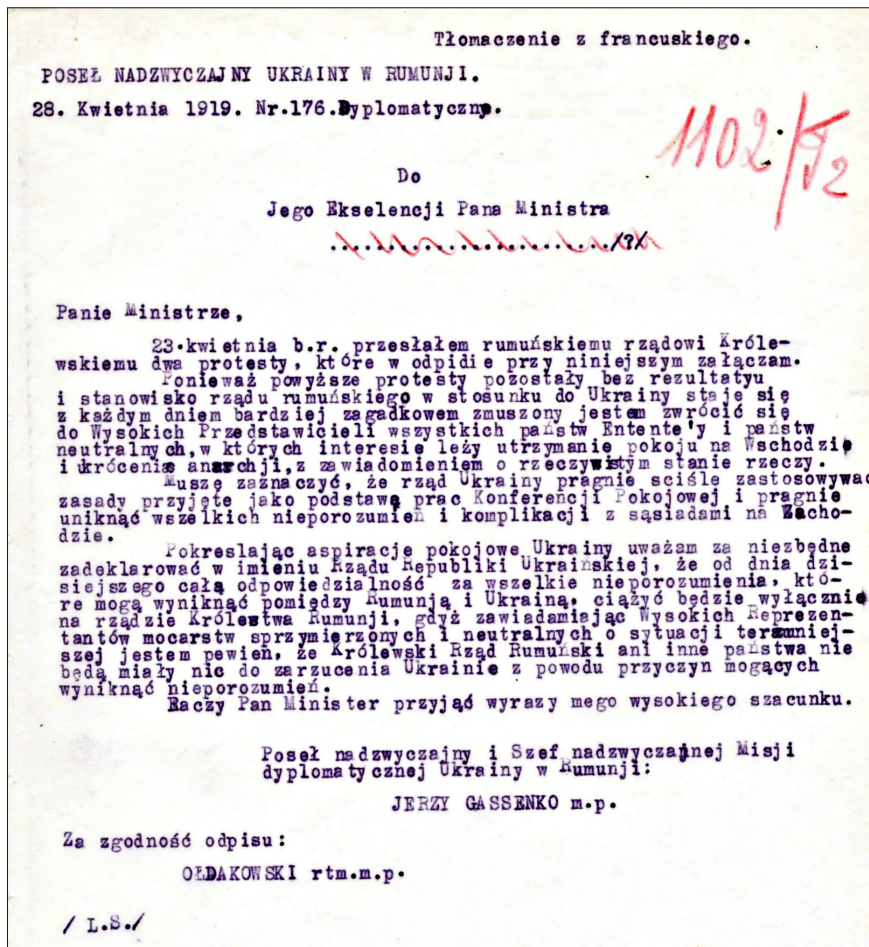 Tłomaczenie z francuskiego.
POSEŁ NADZWYCZAJNY UKRAINY W RUMUNJI.
28. Kwietnia 1919. Nr.176.Dyplomatyczny.
1102/T2
Do
Jego Ekselencji Pana Ministra
......................../?/
Panie Ministrze,
23.kwietnia b.r. przesłałem rumuńskiemu rządowi Króle-
wskiemu dwa protesty, które w odpidie przy niniejszym załączam.
Ponieważ powyższe protesty pozostały bez rezultatyu
i stanowisko rządu rumuńskiego w stosunku do Ukrainy staje się
z każdym dniem bardziej zagadkowem zmuszony jestem zwrócić się
do Wysokich Przedstawicieli wszystkich państw Entente'y i państw
neutralnych,w których interesie leży utrzymanie pokoju na Wschodzie
i ukrócenie anarchji,z zawiadomieniem o rzeczywistym stanie rzeczy.
Muszę zaznaczyć, że rząd Ukrainy pragnie sciśle zastosowywać
zasady przyjęte jako podstawę prac Konferencji Pokojowej i pragnie
uniknąć wszelkich nieporozumień i komplikacji z sąsiadami na Zacho-
dzie.
Pokreslając aspiracje pokojowe Ukrainy uważam za niezbędne
zadeklarować w imieniu Rządu Republiki Ukraińskiej, że od dnia dzi-
siejszego całą odpowiedzialność za wszelkie nieporozumienia, któ-
re mogą wyniknąć pomiędzy Rumunją i Ukrainą, ciążyć będzie wyłącznie
na rządzie Królestwa Rumunji, gdyż zawiadamiając Wysokich Reprezen-
tantów mocarstw sprzymierzonych i neutralnych o sytuacji teraźniej-
szej jestem pewien, że Królewski Rząd Rumuński ani inne państwa nie
będą miały nic do zarzucenia Ukrainie z powodu przyczyn mogących
wyniknąć nieporozumień.
Raczy Pan Minister przyjąć wyrazy mego wysokiego szacunku.
Poseł nadzwyczajny i Szef nadzwyczajnej Misji
dyplomatycznej Ukrainy w Rumunji:
JERZY GASSENKO m.p.
Za zgodność odpisu:
OŁDAKOWSKI rtm.m.p.
/ L.S./